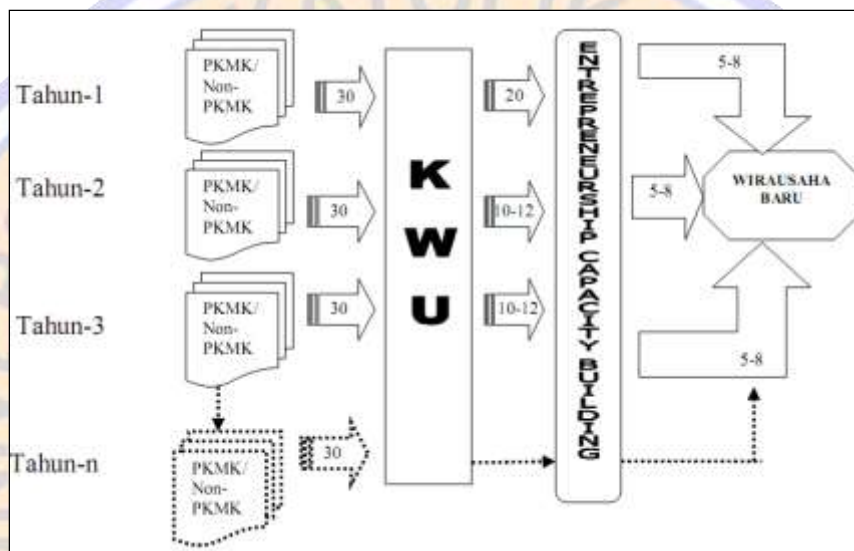 Tahun-1
PKMK/
Non-
PKMK
30
20
5-8
Tahun-2
PKMK/
Non-
PKMK
30
10-12
5-8
Tahun-3
PKMK/
Non-
PKMK
30
10-12
5-8
Tahun-n
PKMK/
Non-
PKMK
30
KWU
ENTREPRENEURSHIP CAPACITY BUILDING
WIRAUSAHA
BARU